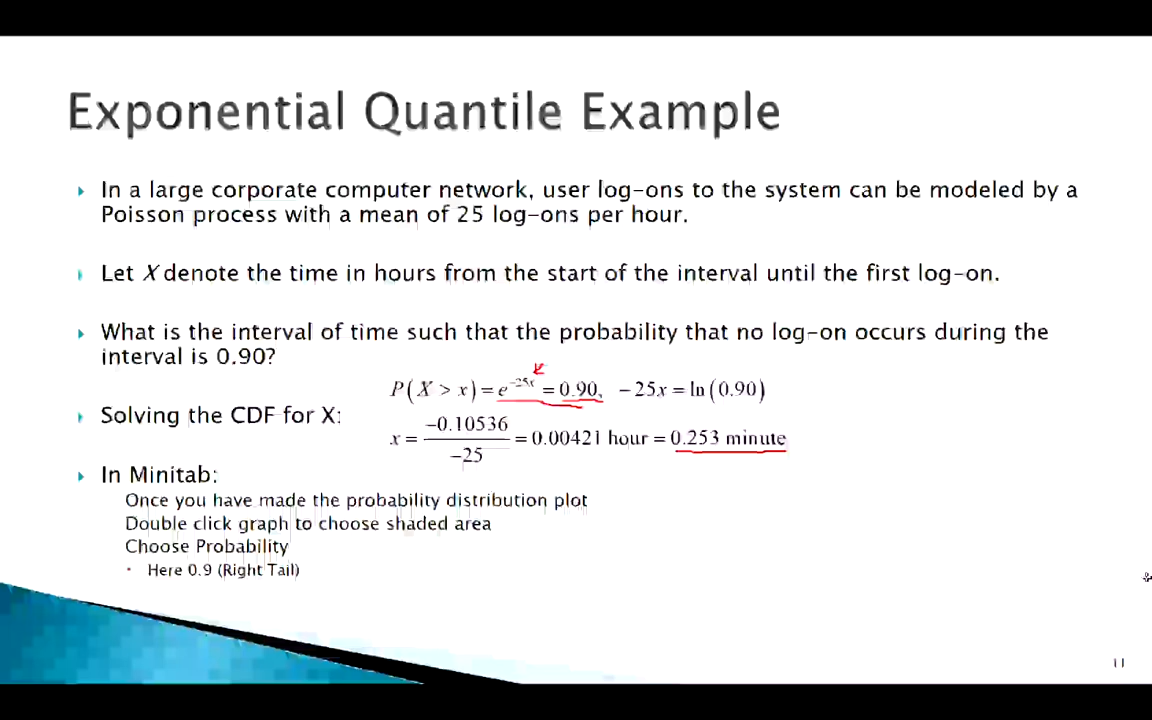 Exponential Quantile Example
In a large corporate computer network, user log-ons to the system can be modeled by a
Poisson process with a mean of 25 log-ons per hour.
Let X denote the time in hours from the start of the interval until the first log-on.
What is the interval of time such that the probability that no log-on occurs during the
interval is 0.90?
P(X > x) = e^{-25x} = 0.90, -25x = ln(0.90)
Solving the CDF for X:
x = \frac{-0.10536}{-25} = 0.00421 hour = 0.253 minute
In Minitab:
Once you have made the probability distribution plot
Double click graph to choose shaded area
Choose Probability
Here 0.9 (Right Tail)
11